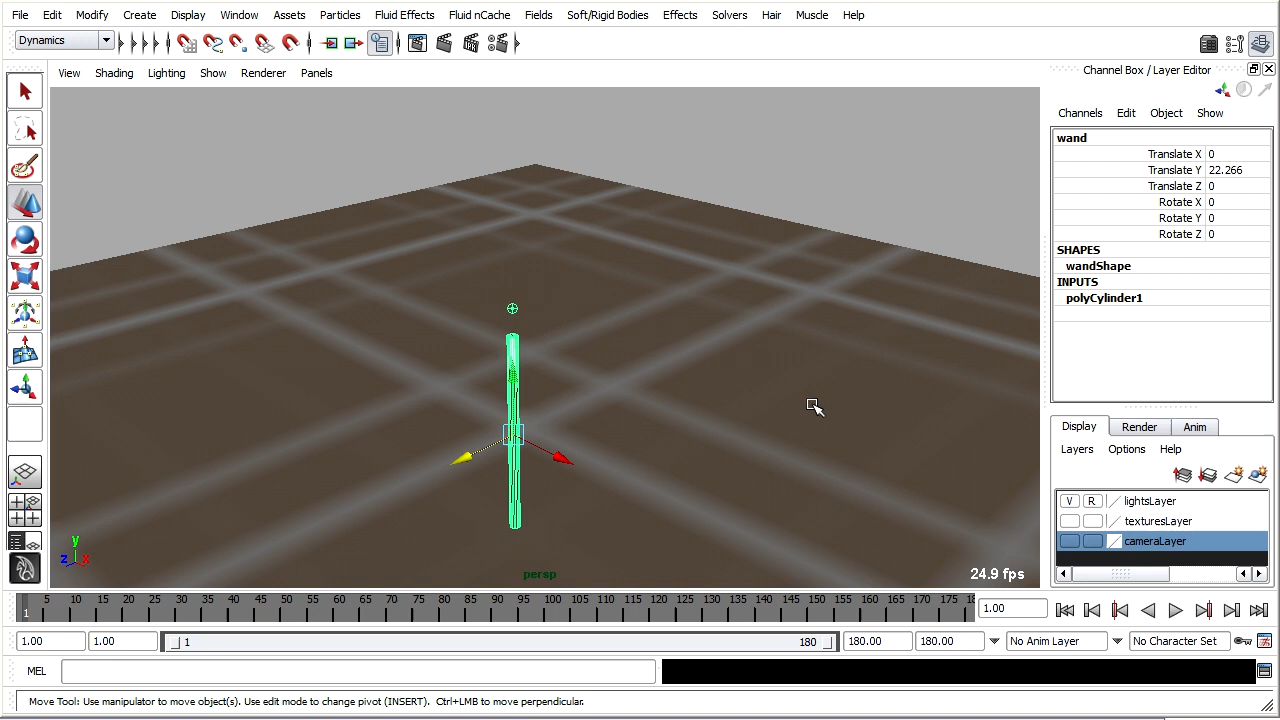 File Edit Modify Create Display Window Assets Particles Fluid Effects Fluid nCache Fields Soft/Rigid Bodies Effects Solvers Hair Muscle Help
Dynamics
View Shading Lighting Show Renderer Panels
Channel Box / Layer Editor
Channels Edit Object Show
wand
Translate X 0
Translate Y 22.266
Translate Z 0
Rotate X 0
Rotate Y 0
Rotate Z 0
SHAPES
wandShape
INPUTS
polyCylinder1
Display Render Anim
Layers Options Help
V R lightsLayer
texturesLayer
cameraLayer
y
z x
persp
24.9 fps
1 5 10 15 20 25 30 35 40 45 50 55 60 65 70 75 80 85 90 95 100 105 110 115 120 125 130 135 140 145 150 155 160 165 170 175 18
1.00
1.00 1.00 1 180 180.00 180.00 No Anim Layer No Character Set
MEL
Move Tool: Use manipulator to move object(s). Use edit mode to change pivot (INSERT). Ctrl+LMB to move perpendicular.